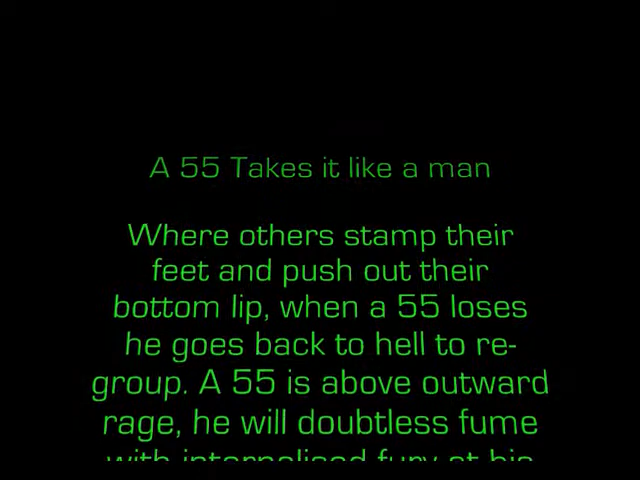 A 55 Takes it like a man
Where others stamp their
feet and push out their
bottom lip, when a 55 loses
he goes back to hell to re-
group. A 55 is above outward
rage, he will doubtless fume
with internalised fury at his